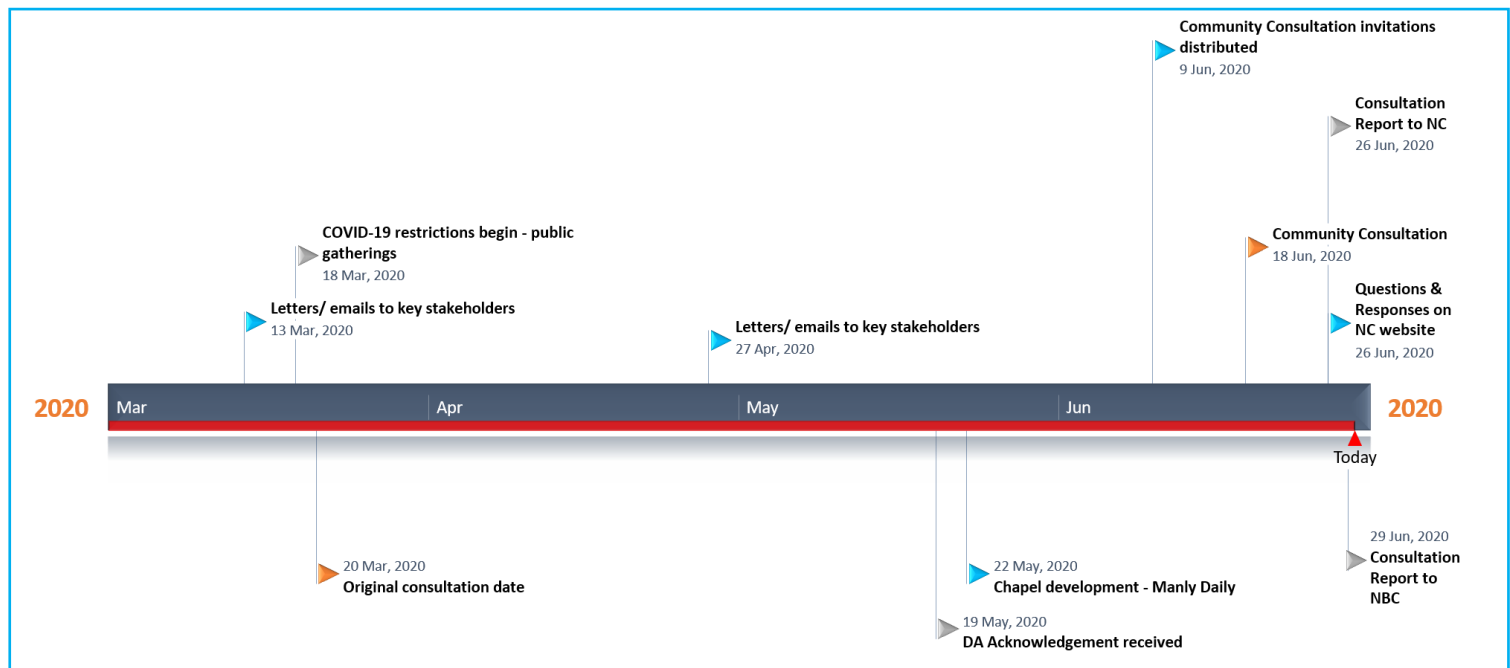 Community Consultation invitations
distributed
9 Jun, 2020
Consultation
Report to NC
26 Jun, 2020
COVID-19 restrictions begin - public
gatherings
18 Mar, 2020
Community Consultation
18 Jun, 2020
Letters/ emails to key stakeholders
13 Mar, 2020
Letters/ emails to key stakeholders
27 Apr, 2020
Questions &
Responses on
NC website
26 Jun, 2020
2020
Mar
Apr
May
Jun
2020
Today
20 Mar, 2020
Original consultation date
22 May, 2020
Chapel development - Manly Daily
19 May, 2020
DA Acknowledgement received
29 Jun, 2020
Consultation
Report to
NBC